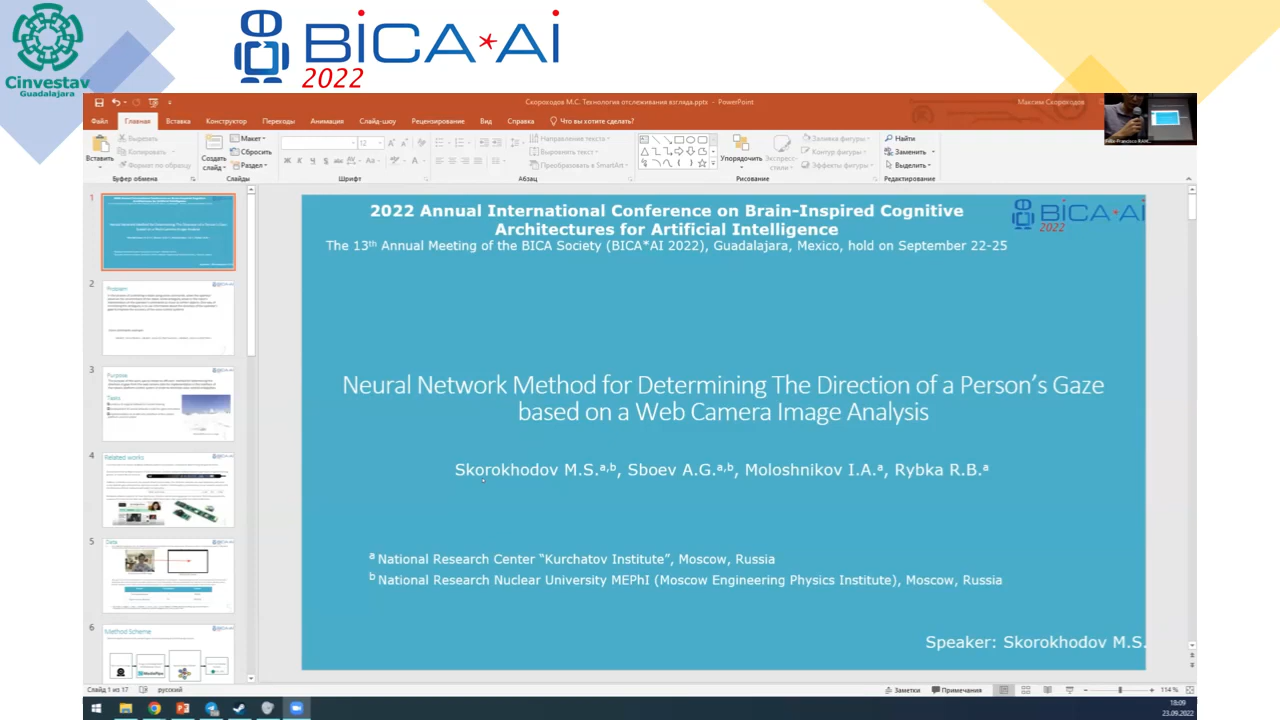 Cinvestav
Guadalajara
BICA*AI
2022
Скороходов М.С. Технология отслеживания взгляда.pptx - PowerPoint
Максим Скороходов
Файл Главная Вставка Конструктор Переходы Анимация Слайд-шоу Рецензирование Вид Справка Что вы хотите сделать?
Вставить
Вырезать
Копировать
Формат по образцу
Буфер обмена
Создать слайд
Макет
Сбросить
Раздел
Слайды
12
Шрифт
Направление текста
Выровнять текст
Преобразовать в SmartArt
Абзац
Упорядочить
Экспресс-стили
Заливка фигуры
Контур фигуры
Эффекты фигуры
Рисование
Найти
Заменить
Выделить
Редактирование
1
2
Problem
3
Purpose
Tasks
4
Related works
5
Data
6
Method Scheme
2022 Annual International Conference on Brain-Inspired Cognitive
Architectures for Artificial Intelligence
The 13th Annual Meeting of the BICA Society (BICA*AI 2022), Guadalajara, Mexico, held on September 22-25
BICA*AI
2022
Neural Network Method for Determining The Direction of a Person's Gaze
based on a Web Camera Image Analysis
Skorokhodov M.S.a,b, Sboev A.G.a,b, Moloshnikov I.A.a, Rybka R.B.a
a National Research Center “Kurchatov Institute”, Moscow, Russia
b National Research Nuclear University MEPhI (Moscow Engineering Physics Institute), Moscow, Russia
Speaker: Skorokhodov M.S.
Слайд 1 из 17 русский
Заметки Примечания 114 %
18:09
23.09.2022